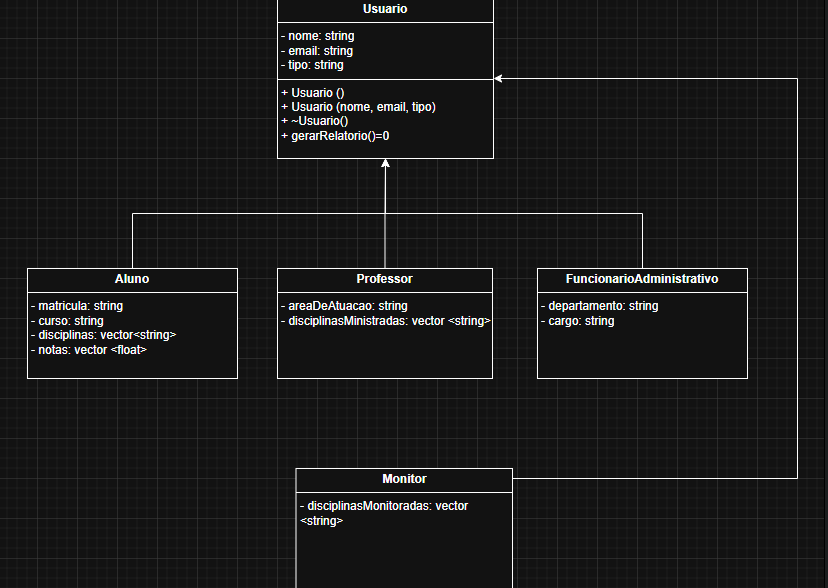 Usuario
- nome: string
- email: string
- tipo: string
+ Usuario ()
+ Usuario (nome, email, tipo)
+ ~Usuario()
+ gerarRelatorio()=0
Aluno
- matricula: string
- curso: string
- disciplinas: vector<string>
- notas: vector <float>
Professor
- areaDeAtuacao: string
- disciplinasMinistradas: vector <string>
FuncionarioAdministrativo
- departamento: string
- cargo: string
Monitor
- disciplinasMonitoradas: vector
<string>